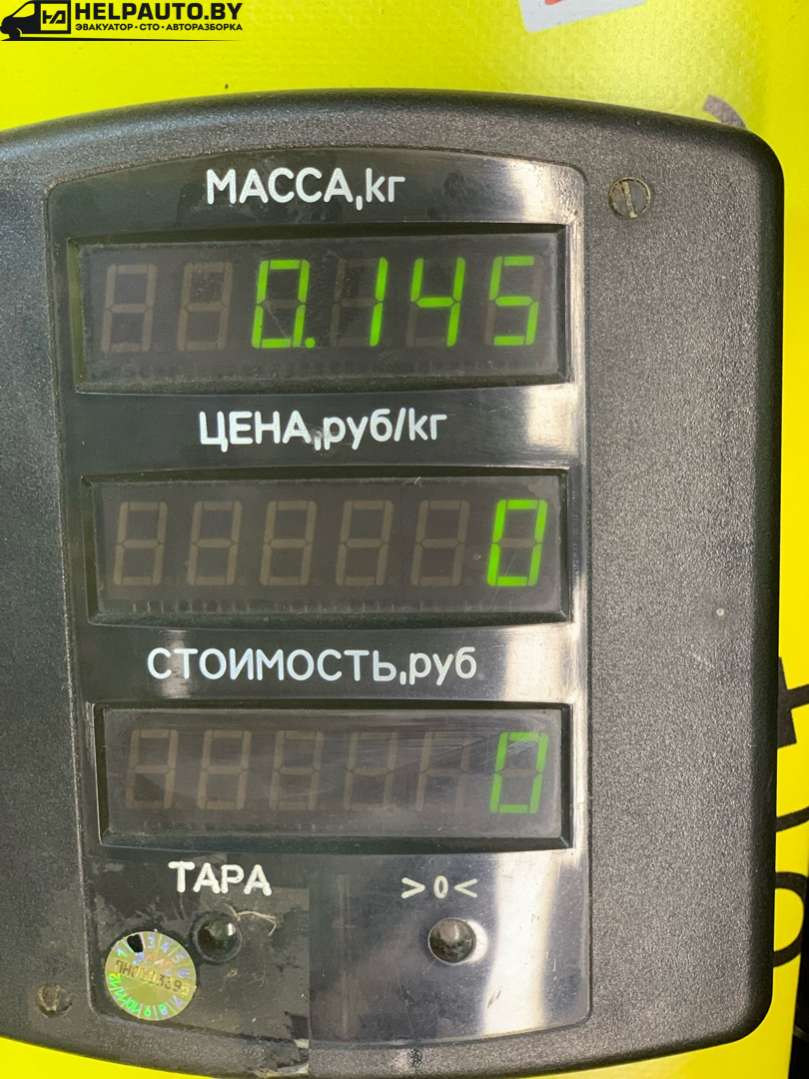 HELPAUTO.BY
ЭВАКУАТОР•СТО•АВТОРАЗБОРКА
МАССА,кг
0.145
ЦЕНА,руб/кг
0
СТОИМОСТЬ,руб
0
ТАРА
>0<